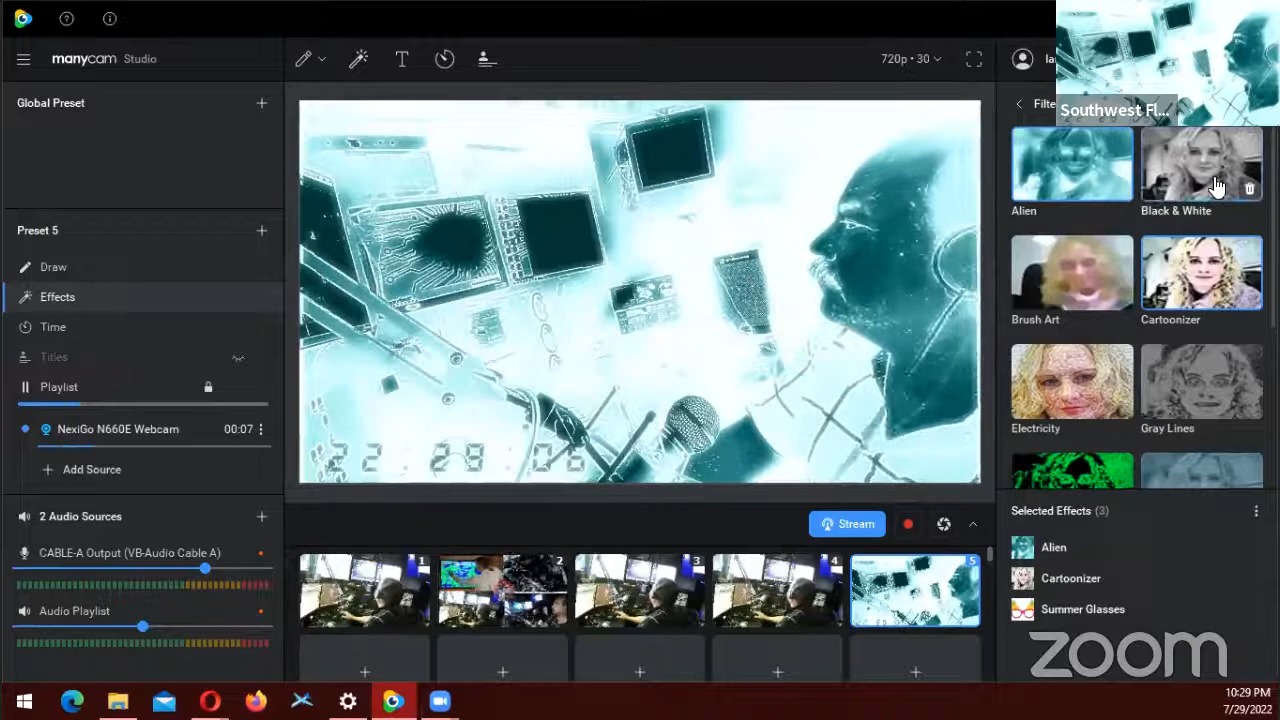 manycam Studio
720p • 30
Global Preset
Preset 5
Draw
Effects
Time
Titles
Playlist
NexiGo N660E Webcam 00:07
Add Source
2 Audio Sources
CABLE-A Output (VB-Audio Cable A)
Audio Playlist
22:29:06
Stream
1
2
3
4
5
Southwest Fl...
Alien
Black & White
Brush Art
Cartoonizer
Electricity
Gray Lines
Selected Effects (3)
Alien
Cartoonizer
Summer Glasses
zoom
10:29 PM
7/29/2022